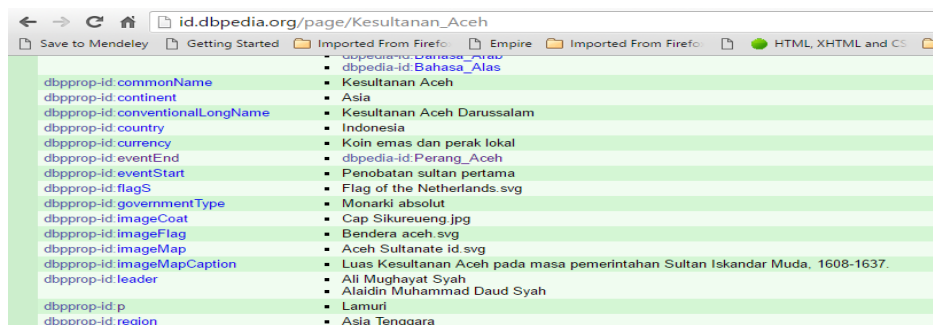 id.dbpedia.org/page/Kesultanan_Aceh
Save to Mendeley Getting Started Imported From Firefo Empire Imported From Firefo HTML, XHTML and CS
dbpedia-id:Bahasa_Arab
dbpedia-id:Bahasa_Alas
dbpprop-id:commonName Kesultanan Aceh
dbpprop-id:continent Asia
dbpprop-id:conventionalLongName Kesultanan Aceh Darussalam
dbpprop-id:country Indonesia
dbpprop-id:currency Koin emas dan perak lokal
dbpprop-id:eventEnd dbpedia-id:Perang_Aceh
dbpprop-id:eventStart Penobatan sultan pertama
dbpprop-id:flagS Flag of the Netherlands.svg
dbpprop-id:governmentType Monarki absolut
dbpprop-id:imageCoat Cap Sikureueng.jpg
dbpprop-id:imageFlag Bendera aceh.svg
dbpprop-id:imageMap Aceh Sultanate id.svg
dbpprop-id:imageMapCaption Luas Kesultanan Aceh pada masa pemerintahan Sultan Iskandar Muda, 1608-1637.
dbpprop-id:leader Ali Mughayat Syah
Alaidin Muhammad Daud Syah
dbpprop-id:p Lamuri
dbpprop-id:region Asia Tenggara